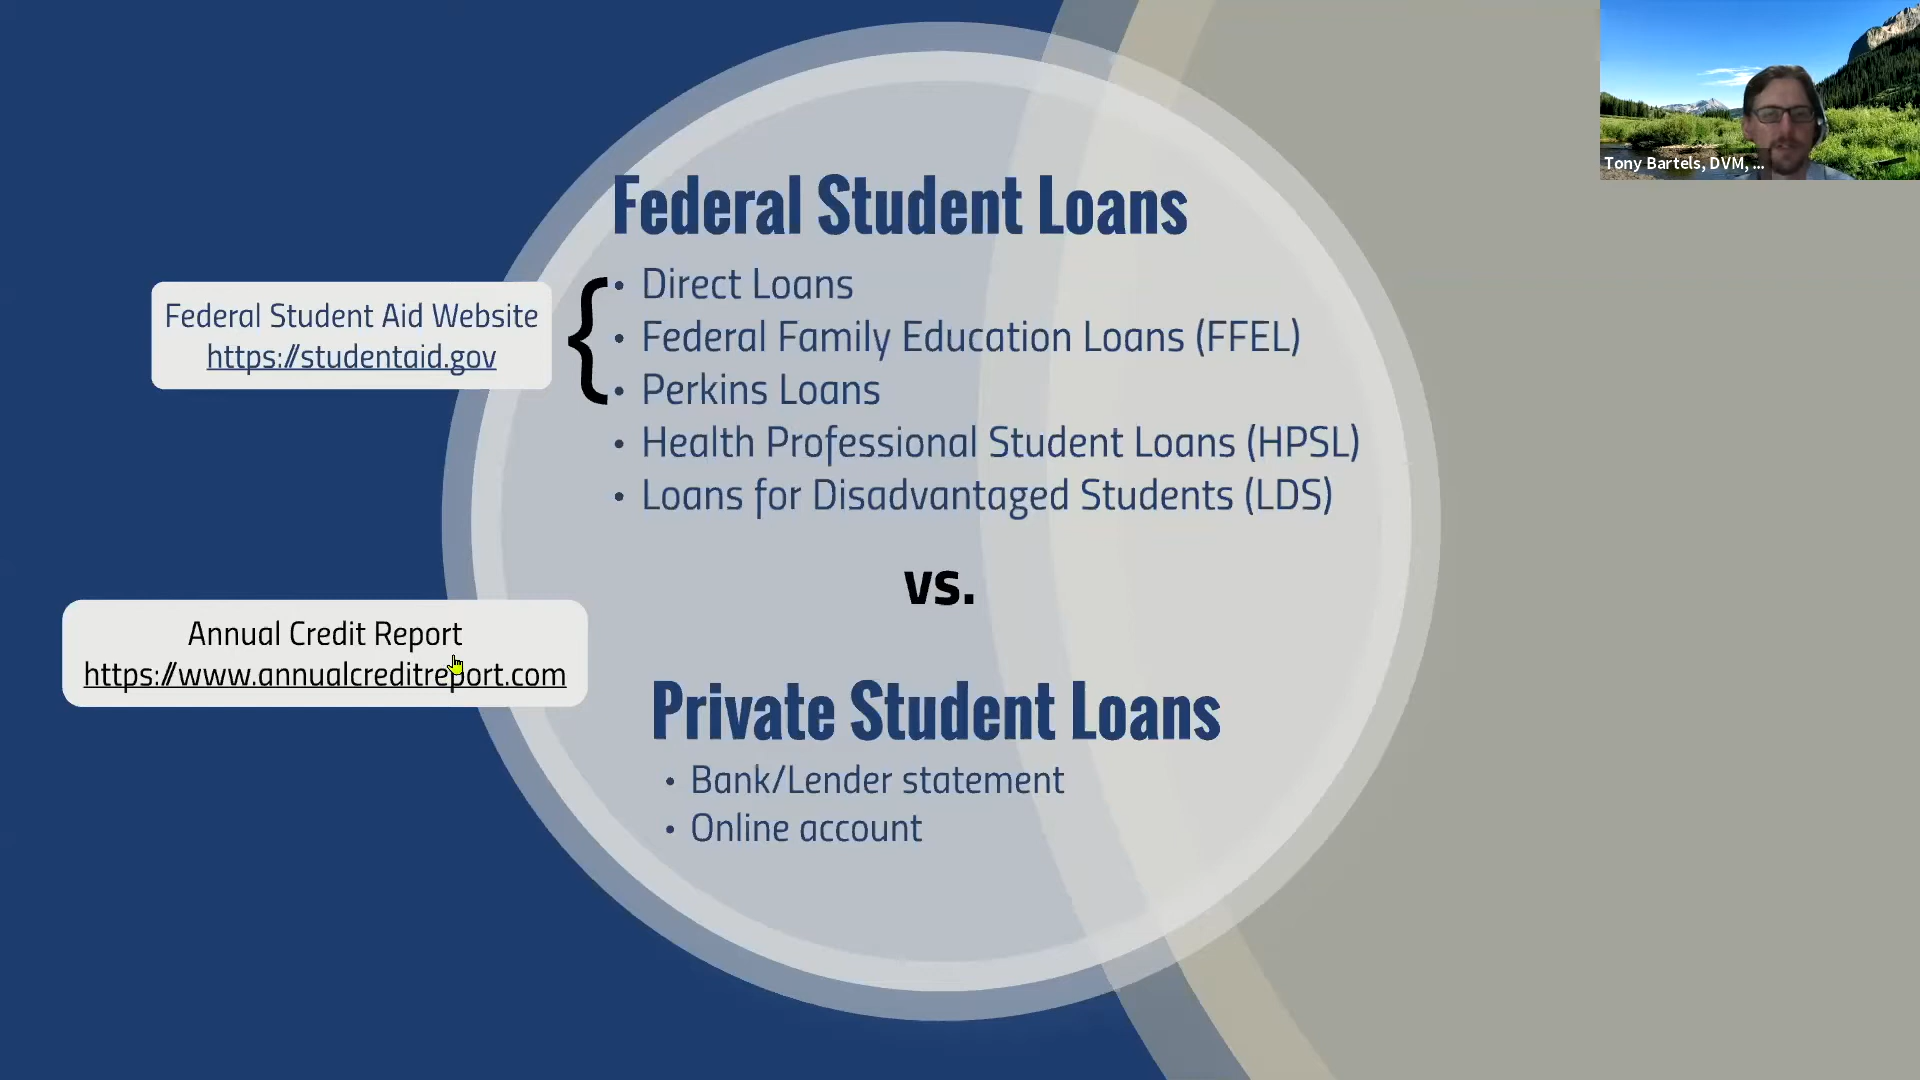 Tony Bartels, DVM, ...
Federal Student Loans
• Direct Loans
• Federal Family Education Loans (FFEL)
• Perkins Loans
• Health Professional Student Loans (HPSL)
• Loans for Disadvantaged Students (LDS)
Federal Student Aid Website
https://studentaid.gov
{
vs.
Annual Credit Report
https://www.annualcreditreport.com
Private Student Loans
• Bank/Lender statement
• Online account